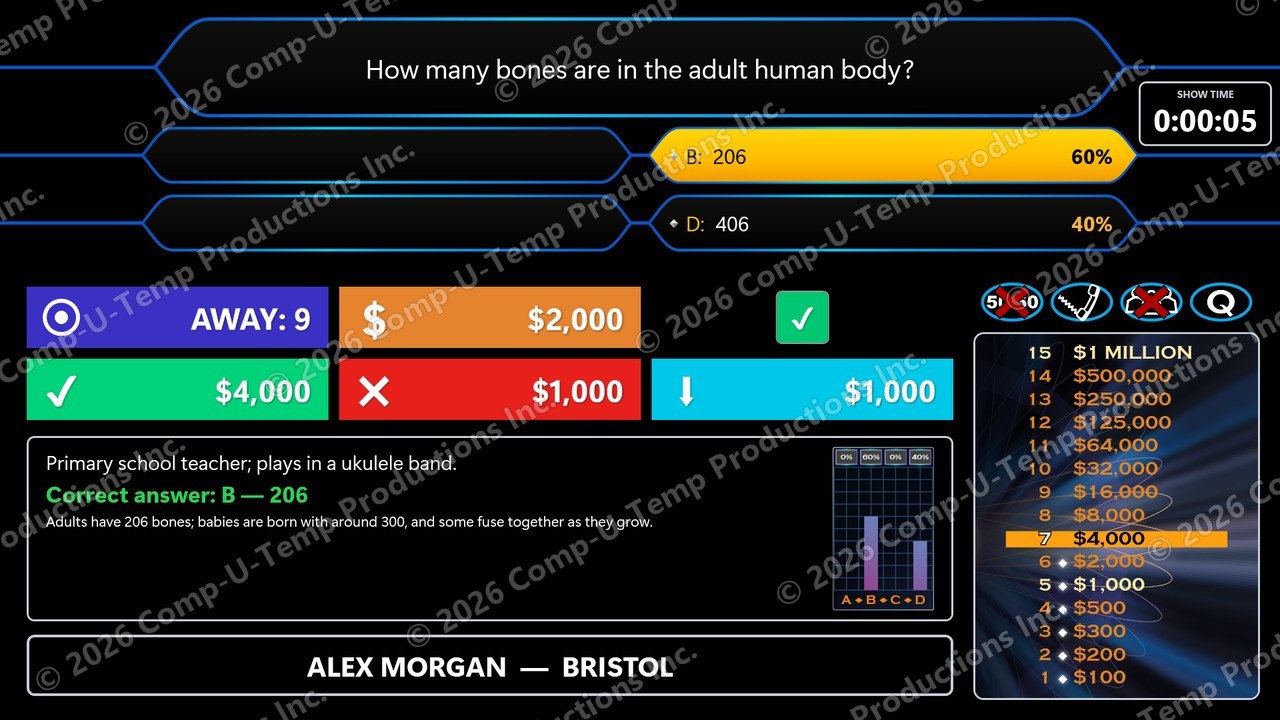 How many bones are in the adult human body?
SHOW TIME
0:00:05
B: 206 60%
D: 406 40%
AWAY: 9
$ $2,000
✓
✓ $4,000
✕ $1,000
⬇ $1,000
50:50
Q
Primary school teacher; plays in a ukulele band.
Correct answer: B — 206
Adults have 206 bones; babies are born with around 300, and some fuse together as they grow.
0% 60% 0% 40%
A ◆ B ◆ C ◆ D
ALEX MORGAN — BRISTOL
15 $1 MILLION
14 $500,000
13 $250,000
12 $125,000
11 $64,000
10 $32,000
9 $16,000
8 $8,000
7 $4,000
6 ◆ $2,000
5 ◆ $1,000
4 ◆ $500
3 ◆ $300
2 ◆ $200
1 ◆ $100
© 2026 Comp-U-Temp Productions Inc.